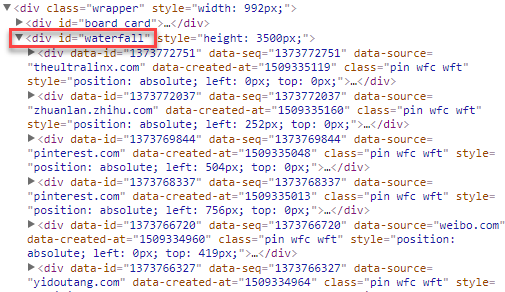 ▼<div class="wrapper" style="width: 992px;">
▶<div id="board_card">…</div>
▼<div id="waterfall" style="height: 3500px;">
▶<div data-id="1373772751" data-seq="1373772751" data-source=
"theultralinx.com" data-created-at="1509335119" class="pin wfc wft"
style="position: absolute; left: 0px; top: 0px;">…</div>
▶<div data-id="1373772037" data-seq="1373772037" data-source=
"zhuanlan.zhihu.com" data-created-at="1509335160" class="pin wfc wft"
style="position: absolute; left: 252px; top: 0px;">…</div>
▶<div data-id="1373769844" data-seq="1373769844" data-source=
"pinterest.com" data-created-at="1509335048" class="pin wfc wft" style=
"position: absolute; left: 504px; top: 0px;">…</div>
▶<div data-id="1373768337" data-seq="1373768337" data-source=
"pinterest.com" data-created-at="1509335013" class="pin wfc wft" style=
"position: absolute; left: 756px; top: 0px;">…</div>
▶<div data-id="1373766720" data-seq="1373766720" data-source="weibo.com"
data-created-at="1509334960" class="pin wfc wft" style="position:
absolute; left: 0px; top: 419px;">…</div>
▶<div data-id="1373766327" data-seq="1373766327" data-source=
"yidoutang.com" data-created-at="1509334964" class="pin wfc wft"